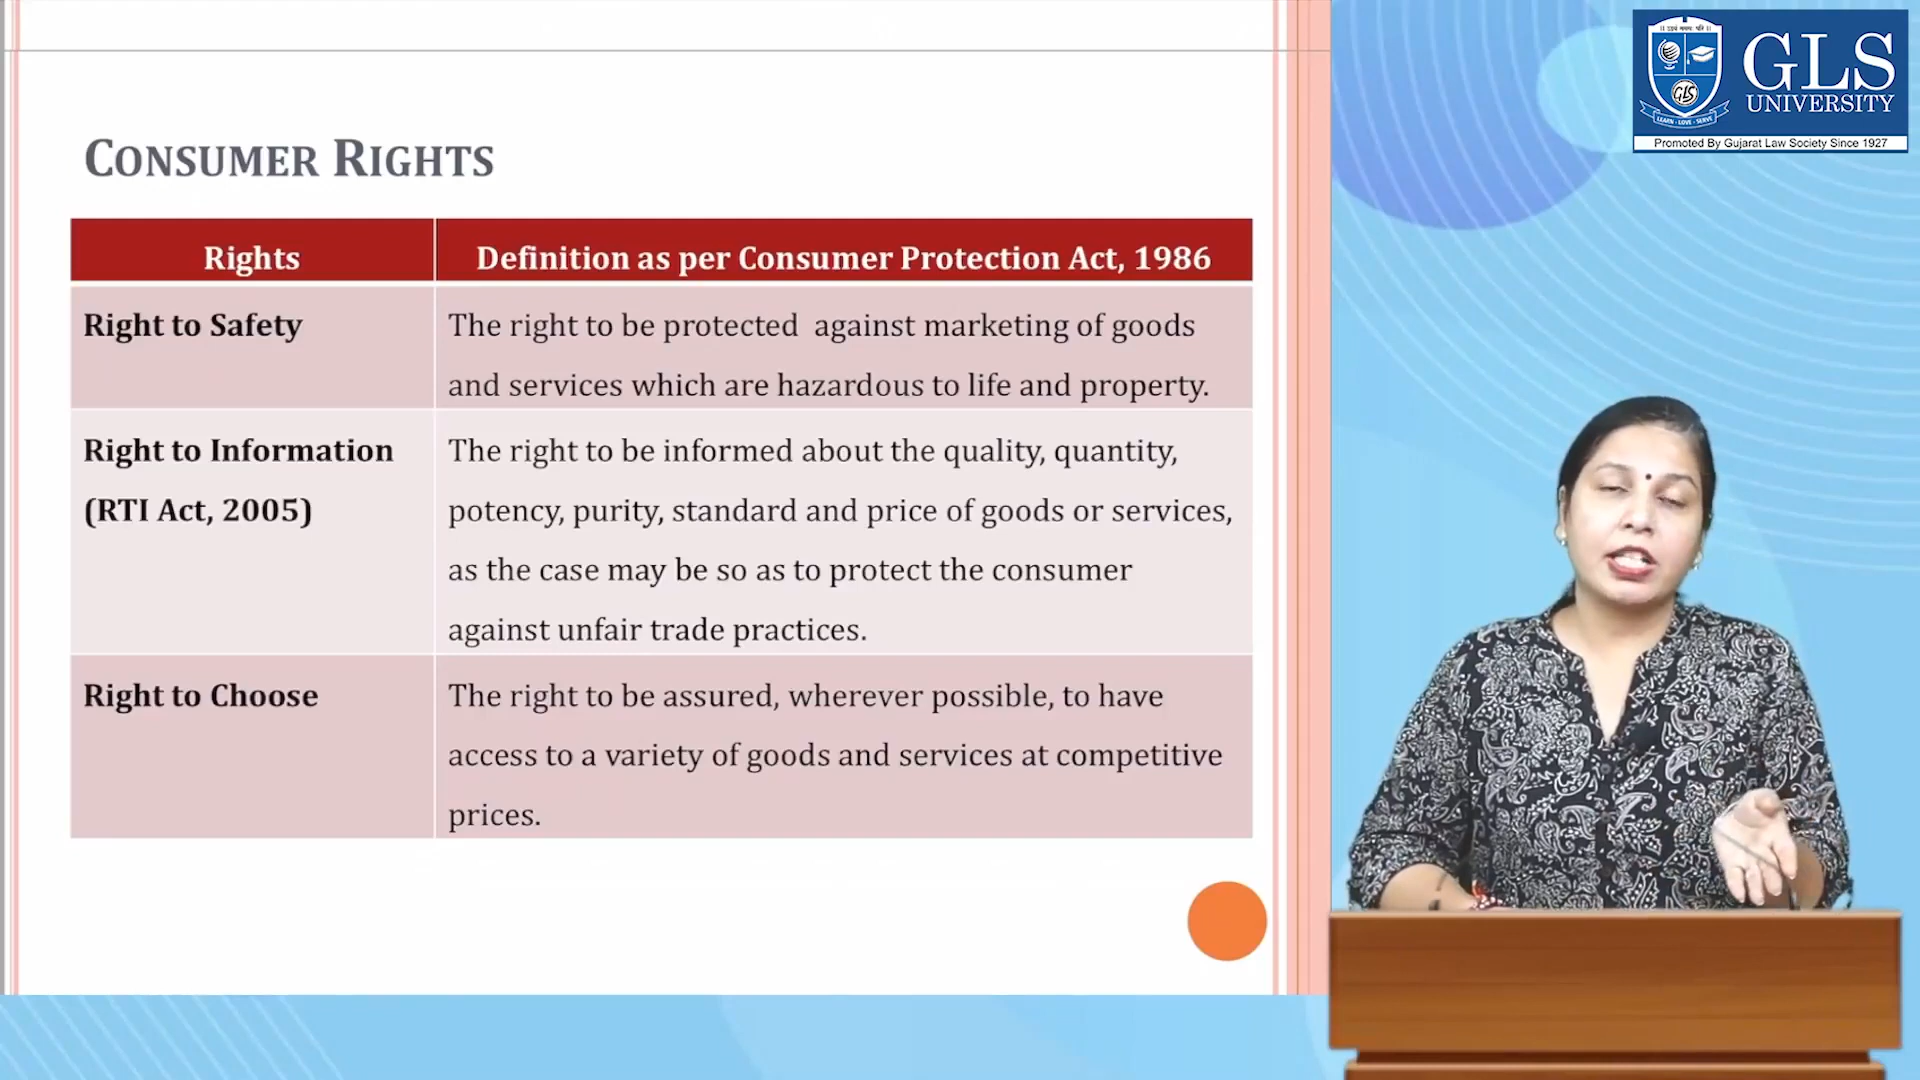 CONSUMER RIGHTS
Rights
Definition as per Consumer Protection Act, 1986
Right to Safety
The right to be protected against marketing of goods
and services which are hazardous to life and property.
Right to Information
(RTI Act, 2005)
The right to be informed about the quality, quantity,
potency, purity, standard and price of goods or services,
as the case may be so as to protect the consumer
against unfair trade practices.
Right to Choose
The right to be assured, wherever possible, to have
access to a variety of goods and services at competitive
prices.
GLS
UNIVERSITY
GLS
LEARN - LOVE - SERVE
Promoted By Gujarat Law Society Since 1927